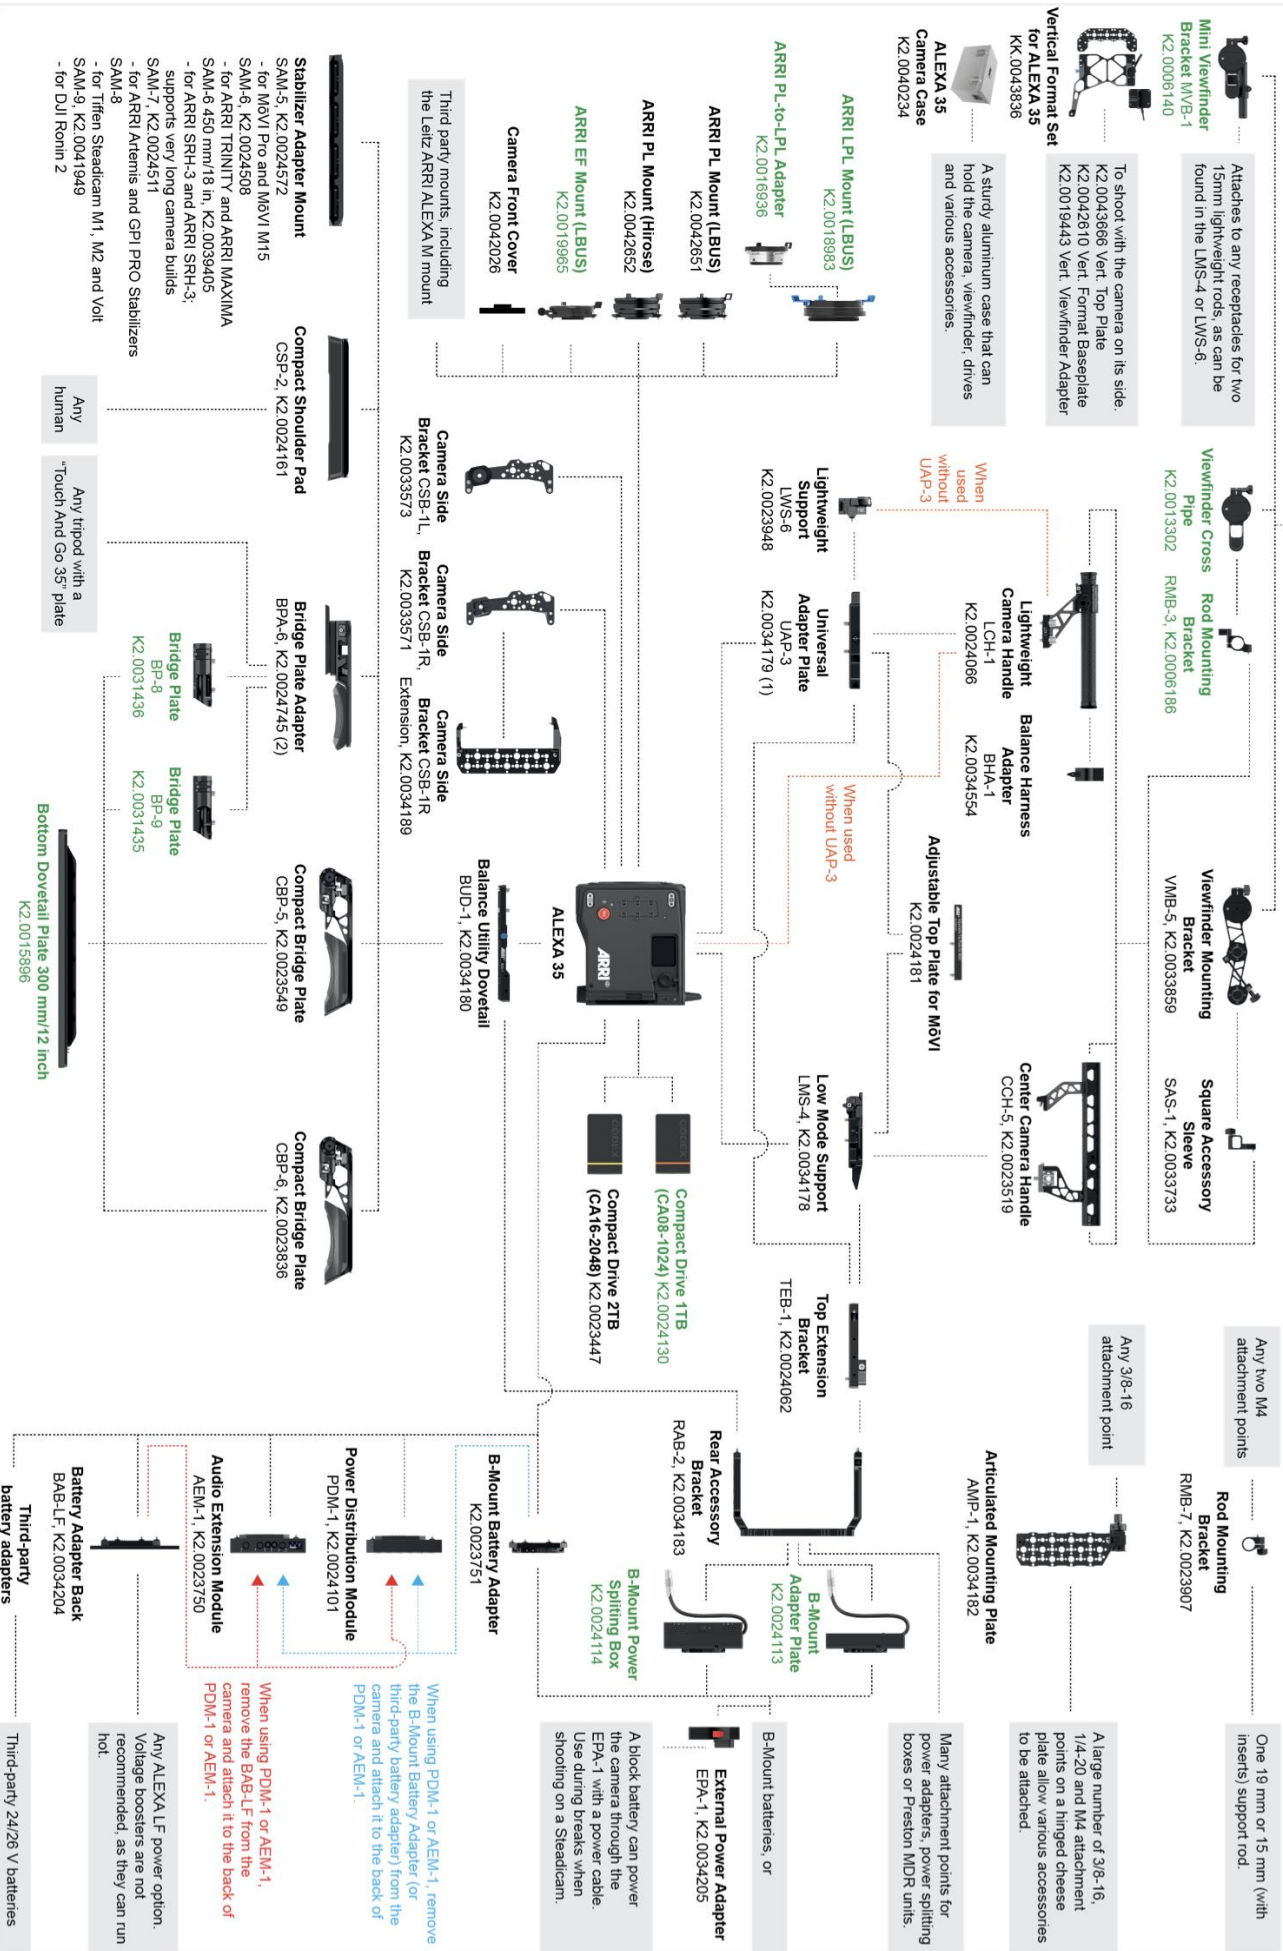 Mini Viewfinder
Bracket MVB-1
K2.0006140
Attaches to any receptacles for two
15mm lightweight rods, as can be
found in the LMS-4 or LWS-6.
Vertical Format Set
for ALEXA 35
KK.0043836
To shoot with the camera on its side.
K2.0043666 Vert. Top Plate
K2.0042610 Vert. Format Baseplate
K2.0019443 Vert. Viewfinder Adapter
ALEXA 35
Camera Case
K2.0040234
A sturdy aluminum case that can
hold the camera, viewfinder, drives
and various accessories.
Viewfinder Cross
Pipe
K2.0013302
Rod Mounting
Bracket
RMB-3, K2.0006186
Viewfinder Mounting
Bracket
VMB-5, K2.0033859
Square Accessory
Sleeve
SAS-1, K2.0033733
Any two M4
attachment points
Rod Mounting
Bracket
RMB-7, K2.0023907
One 19 mm or 15 mm (with
inserts) support rod.
When
used
without
UAP-3
Lightweight
Camera Handle
LCH-1
K2.0024066
Balance Harness
Adapter
BHA-1
K2.0034554
Center Camera Handle
CCH-5, K2.0023519
Any 3/8-16
attachment point
Articulated Mounting Plate
AMP-1, K2.0034182
A large number of 3/8-16,
1/4-20 and M4 attachment
points on a hinged cheese
plate allow various accessories
to be attached.
Adjustable Top Plate for MōVI
K2.0024181
Lightweight
Support
LWS-6
K2.0023948
Universal
Adapter Plate
UAP-3
K2.0034179 (1)
When used
without UAP-3
Low Mode Support
LMS-4, K2.0034178
Top Extension
Bracket
TEB-1, K2.0024062
Rear Accessory
Bracket
RAB-2, K2.0034183
Many attachment points for
power adapters, power splitting
boxes or Preston MDR units.
B-Mount
Adapter Plate
K2.0024113
B-Mount Power
Spliting Box
K2.0024114
B-Mount batteries, or
External Power Adapter
EPA-1, K2.0034205
A block battery can power
the camera through the
EPA-1 with a power cable.
Use during breaks when
shooting on a Steadicam.
ARRI LPL Mount (LBUS)
K2.0018983
ARRI PL-to-LPL Adapter
K2.0016936
ARRI PL Mount (LBUS)
K2.0042651
ARRI PL Mount (Hirose)
K2.0042652
ARRI EF Mount (LBUS)
K2.0019965
Camera Front Cover
K2.0042026
Third party mounts, including
the Leitz ARRI ALEXA M mount
Camera Side
Bracket CSB-1L,
K2.0033573
Camera Side
Bracket CSB-1R,
K2.0033571
Camera Side
Bracket CSB-1R
Extension, K2.0034189
ARRI
ALEXA 35
CODEX
CODEX
Compact Drive 1TB
(CA08-1024) K2.0024130
Compact Drive 2TB
(CA16-2048) K2.0023447
Balance Utility Dovetail
BUD-1, K2.0034180
B-Mount Battery Adapter
K2.0023751
Power Distribution Module
PDM-1, K2.0024101
Audio Extension Module
AEM-1, K2.0023750
Battery Adapter Back
BAB-LF, K2.0034204
Third-party
battery adapters
When using PDM-1 or AEM-1, remove
the B-Mount Battery Adapter (or
third-party battery adapter) from the
camera and attach it to the back of
PDM-1 or AEM-1.
When using PDM-1 or AEM-1,
remove the BAB-LF from the
camera and attach it to the back of
PDM-1 or AEM-1.
Any ALEXA LF power option.
Voltage boosters are not
recommended, as they can run
hot.
Third-party 24/26 V batteries
Stabilizer Adapter Mount
SAM-5, K2.0024572
- for MōVI Pro and MōVI M15
SAM-6, K2.0024508
- for ARRI TRINITY and ARRI MAXIMA
SAM-6 450 mm/18 in, K2.0039405
- for ARRI SRH-3 and ARRI SRH-3;
supports very long camera builds
SAM-7, K2.0024511
- for ARRI Artemis and GPI PRO Stabilizers
SAM-8
- for Tiffen Steadicam M1, M2 and Volt
SAM-9, K2.0041949
- for DJI Ronin 2
Compact Shoulder Pad
CSP-2, K2.0024161
Any
human
Bridge Plate Adapter
BPA-6, K2.0024745 (2)
Any tripod with a
"Touch And Go 35" plate
Bridge Plate
BP-8
K2.0031436
Bridge Plate
BP-9
K2.0031435
Compact Bridge Plate
CBP-5, K2.0023549
Compact Bridge Plate
CBP-6, K2.0023836
Bottom Dovetail Plate 300 mm/12 inch
K2.0015896